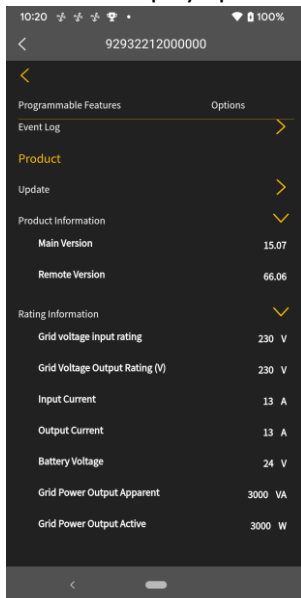 10:20 100%
92932212000000
Programmable Features Options
Event Log
Product
Update
Product Information
Main Version 15.07
Remote Version 66.06
Rating Information
Grid voltage input rating 230 V
Grid Voltage Output Rating (V) 230 V
Input Current 13 A
Output Current 13 A
Battery Voltage 24 V
Grid Power Output Apparent 3000 VA
Grid Power Output Active 3000 W